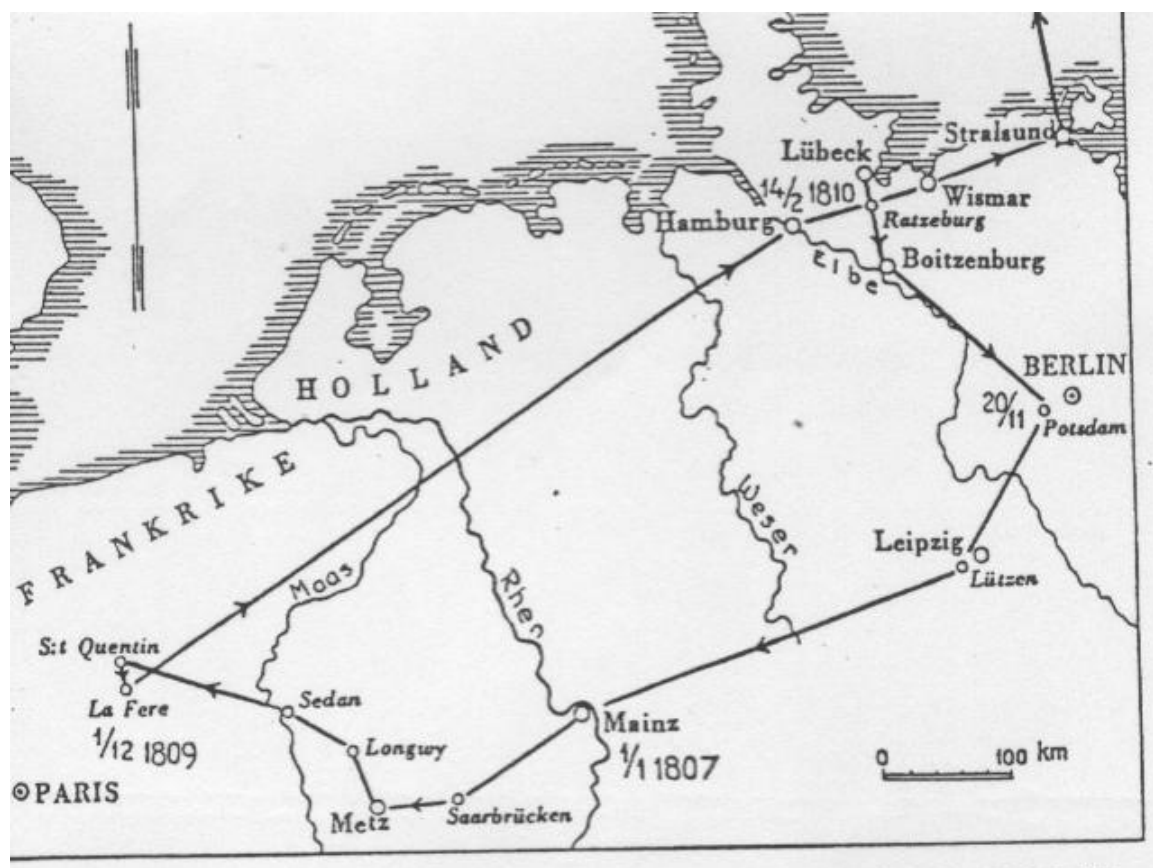 Stralsund
Lübeck
14/2 1810
Wismar
Hamburg
Ratzeburg
Boitzenburg
Elbe
HOLLAND
BERLIN
20/11
Potsdam
FRANKRIKE
Weser
Leipzig
Lützen
Maas
Rhen
S:t Quentin
La Fere
1/12 1809
Sedan
Longwy
Mainz
1/1 1807
Metz
Saarbrücken
PARIS
0 100 km